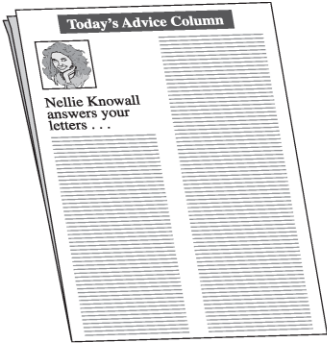 Today's Advice Column
Nellie Knowall
answers your
letters . . .